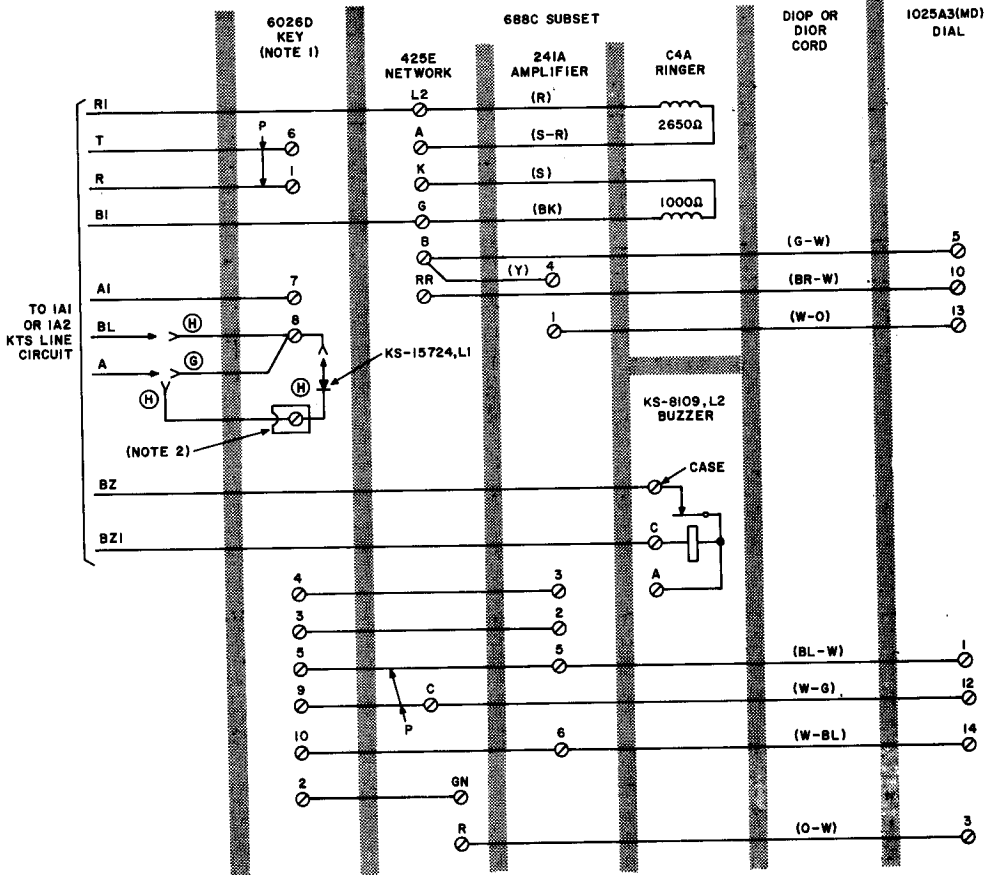 6026D
KEY
(NOTE 1)
688C SUBSET
DIOP OR
DIOR
CORD
1025A3(MD)
DIAL
425E
NETWORK
241A
AMPLIFIER
C4A
RINGER
R1
L2
(R)
2650Ω
T
P
6
A
(S-R)
R
1
K
(S)
B1
G
(BK)
1000Ω
B
(G-W)
5
(Y)
4
RR
(BR-W)
10
A1
7
TO 1A1
OR 1A2
KTS LINE
CIRCUIT
BL
H
8
1
(W-O)
13
KS-15724,L1
A
G
H
H
KS-8109,L2
BUZZER
(NOTE 2)
CASE
BZ
BZ1
C
A
4
3
3
2
5
5
(BL-W)
1
9
C
(W-G)
12
P
10
6
(W-BL)
14
2
GN
R
(O-W)
3